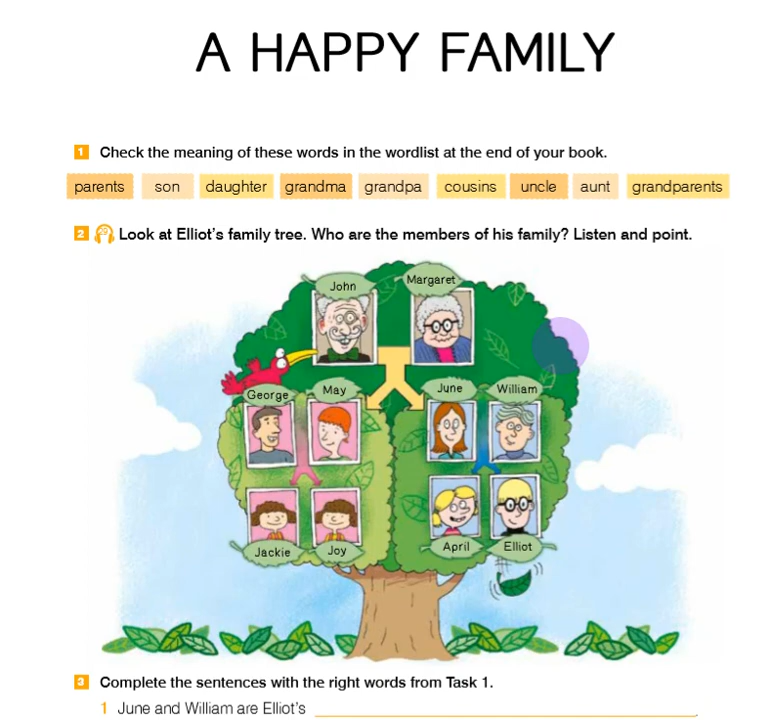 A HAPPY FAMILY
1 Check the meaning of these words in the wordlist at the end of your book.
parents son daughter grandma grandpa cousins uncle aunt grandparents
2 Look at Elliot's family tree. Who are the members of his family? Listen and point.
John Margaret
George May June William
Jackie Joy April Elliot
3 Complete the sentences with the right words from Task 1.
1 June and William are Elliot's